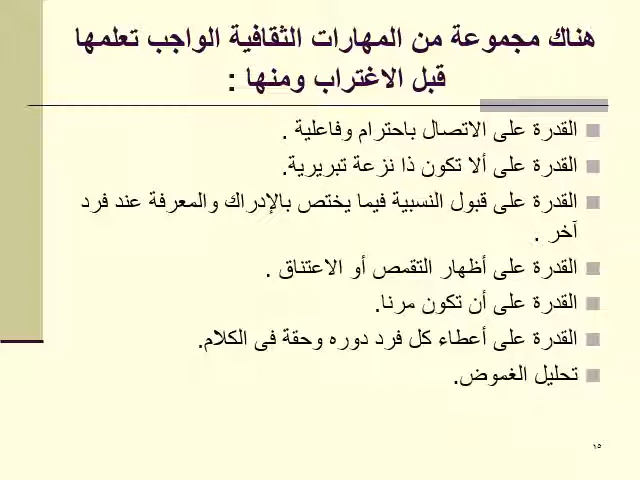 هناك مجموعة من المهارات الثقافية الواجب تعلمها
قبل الاغتراب ومنها :
القدرة على الاتصال باحترام وفاعلية .
القدرة على ألا تكون ذا نزعة تبريرية.
القدرة على قبول النسبية فيما يختص بالإدراك والمعرفة عند فرد
آخر .
القدرة على أظهار التقمص أو الاعتناق .
القدرة على أن تكون مرنا.
القدرة على أعطاء كل فرد دوره وحقة فى الكلام.
تحليل الغموض.
١٥